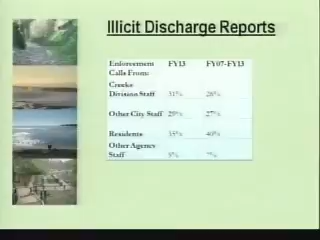 Illicit Discharge Reports
Enforcement Calls From: FY13 FY07-FY13
Creeks
Division Staff 31% 26%
Other City Staff 29% 27%
Residents 35% 40%
Other Agency
Staff 5% 7%